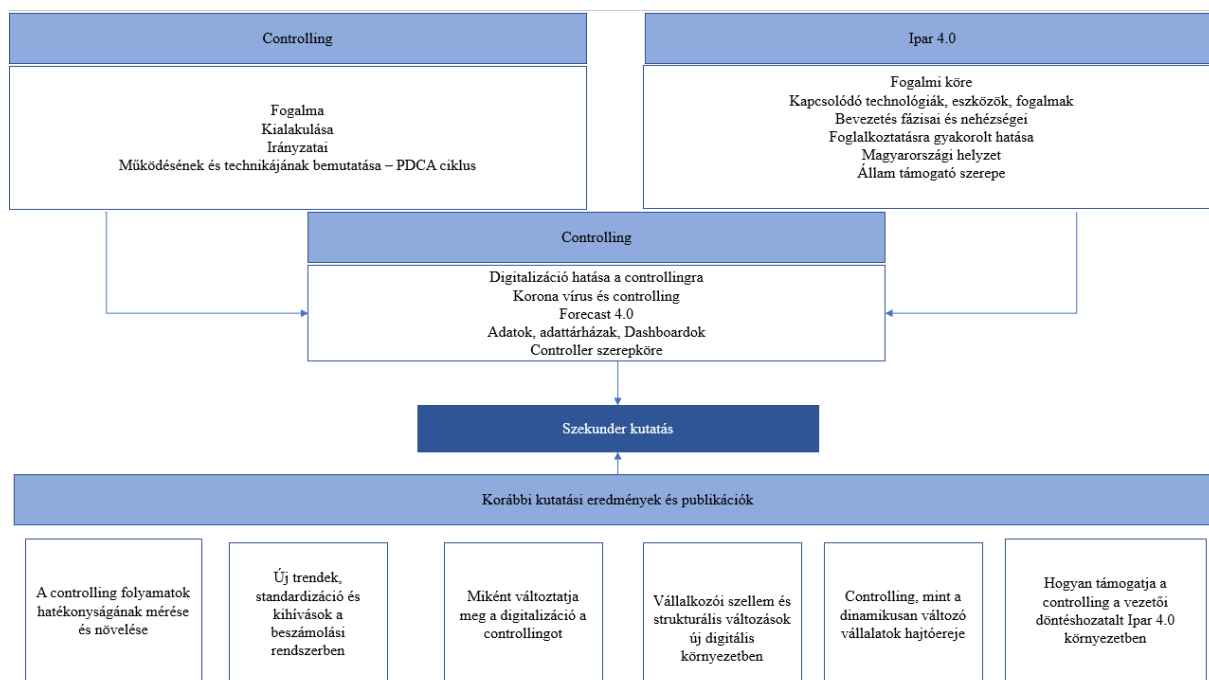 Controlling
Fogalma
Kialakulása
Irányzatai
Működésének és technikájának bemutatása – PDCA ciklus
Ipar 4.0
Fogalmi köre
Kapcsolódó technológiák, eszközök, fogalmak
Bevezetés fázisai és nehézségei
Foglalkoztatásra gyakorolt hatása
Magyarországi helyzet
Állam támogató szerepe
Controlling
Digitalizáció hatása a controllingra
Korona vírus és controlling
Forecast 4.0
Adatok, adattárházak, Dashboardok
Controller szerepköre
Szekunder kutatás
Korábbi kutatási eredmények és publikációk
A controlling folyamatok
hatékonyságának mérése
és növelése
Új trendek,
standardizáció és
kihívások a
beszámolási
rendszerben
Miként változtatja
meg a digitalizáció a
controllingot
Vállalkozói szellem és
strukturális változások
új digitális
környezetben
Controlling, mint a
dinamikusan változó
vállalatok hajtóereje
Hogyan támogatja a
controlling a vezetői
döntéshozatalt Ipar 4.0
környezetben